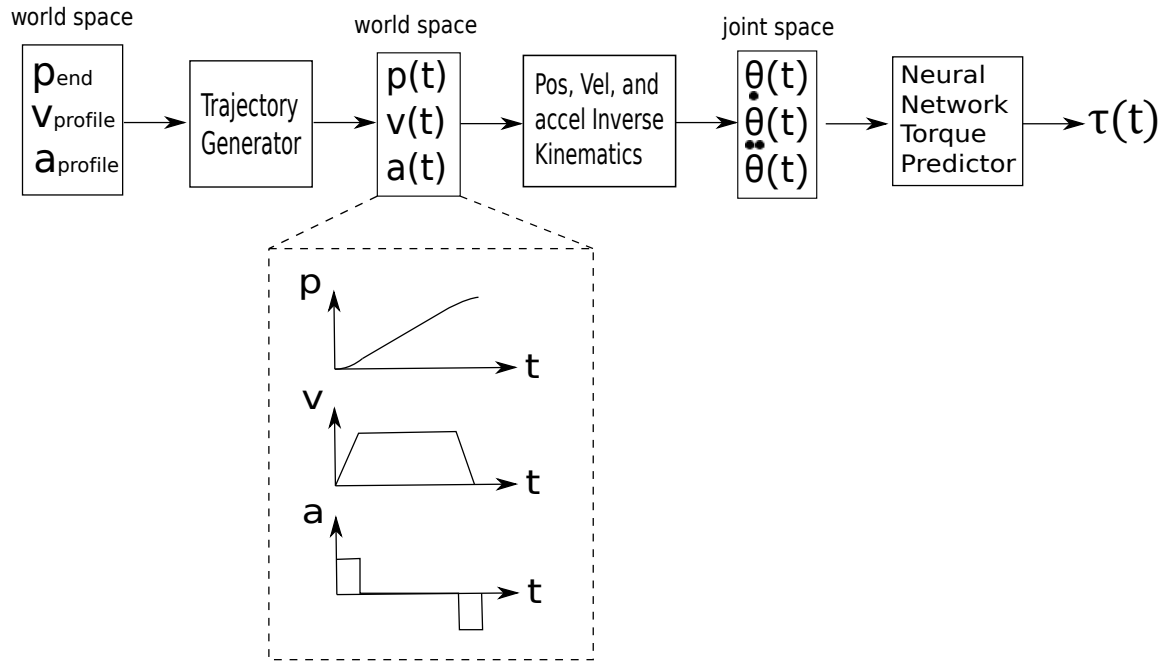 world space
pend
vprofile
aprofile
Trajectory
Generator
world space
p(t)
v(t)
a(t)
Pos, Vel, and
accel Inverse
Kinematics
joint space
θ(t)
θ̇(t)
θ̈(t)
Neural
Network
Torque
Predictor
τ(t)
p
t
v
t
a
t